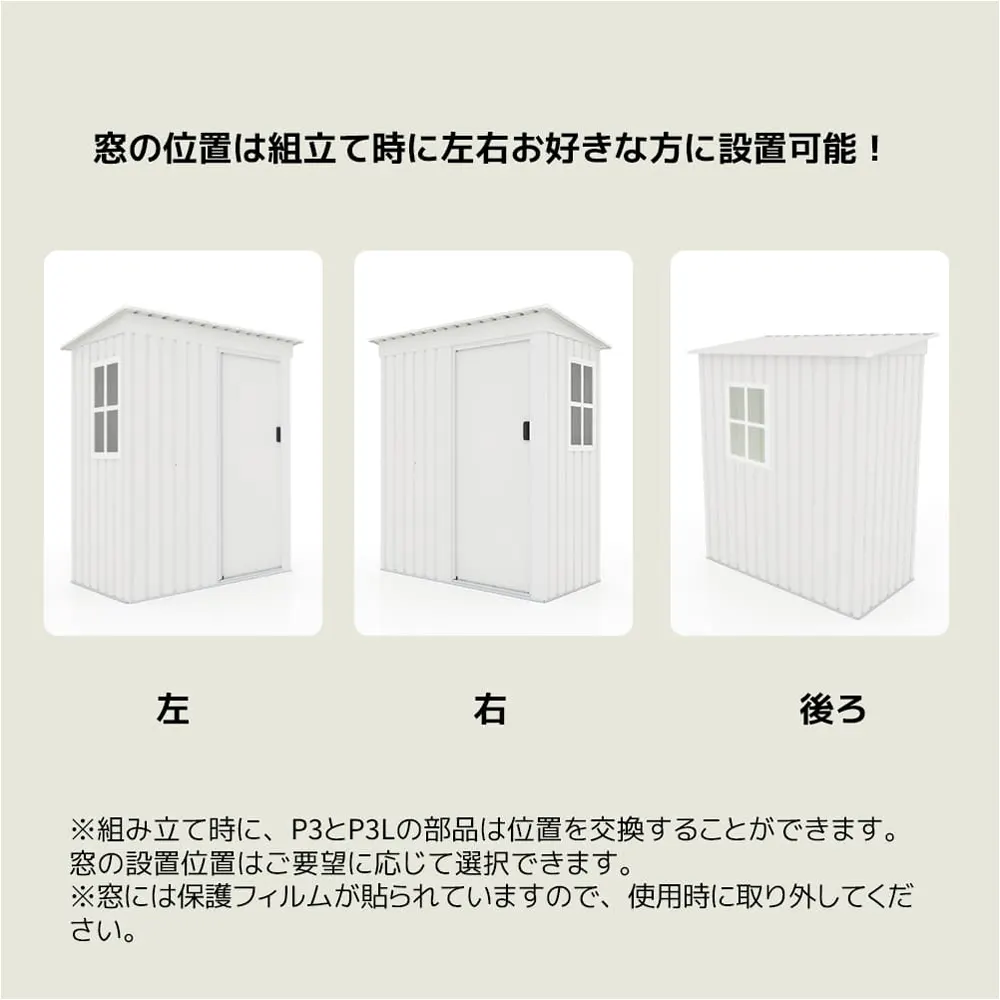 窓の位置は組立て時に左右お好きな方に設置可能！
左
右
後ろ
※組み立て時に、P3とP3Lの部品は位置を交換することができます。
窓の設置位置はご要望に応じて選択できます。
※窓には保護フィルムが貼られていますので、使用時に取り外してくだ
さい。